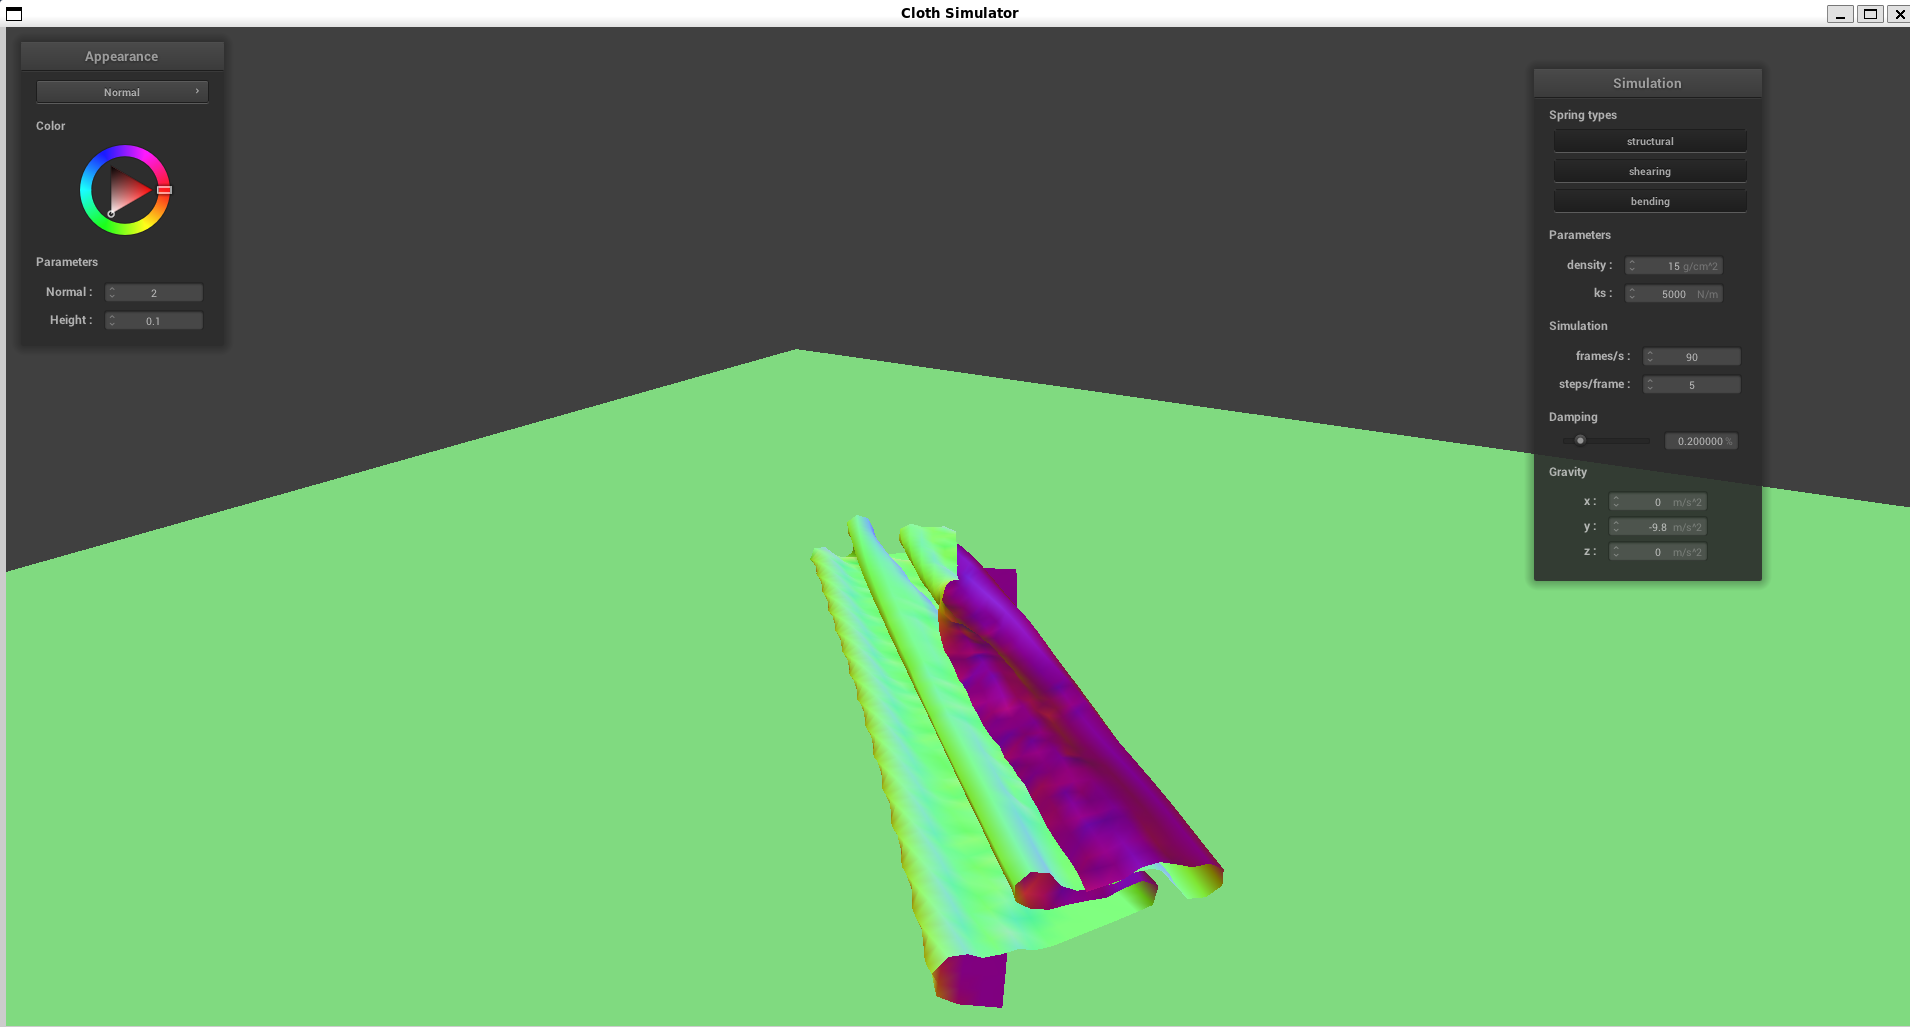 Cloth Simulator
Appearance
Normal
Color
Parameters
Normal : 2
Height : 0.1
Simulation
Spring types
structural
shearing
bending
Parameters
density : 15 g/cm^2
ks : 5000 N/m
Simulation
frames/s : 90
steps/frame : 5
Damping
0.200000 %
Gravity
x : 0 m/s^2
y : -9.8 m/s^2
z : 0 m/s^2